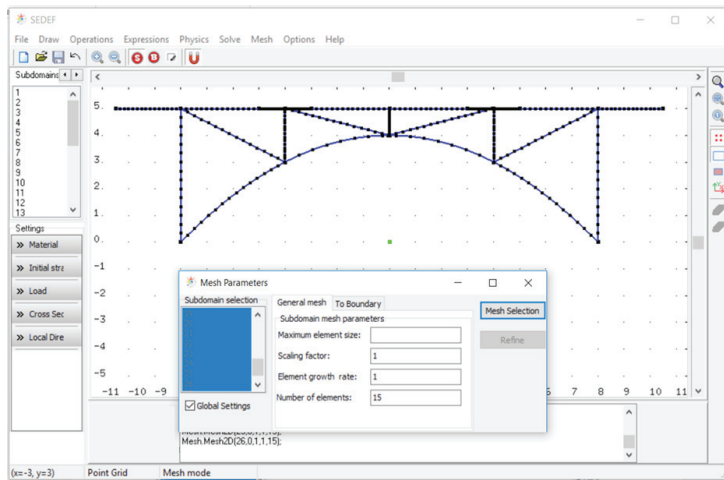 SEDEF
File Draw Operations Expressions Physics Solve Mesh Options Help
Subdomains
1
2
3
4
5
6
7
8
9
10
11
12
13
Settings
» Material
» Initial stra
» Load
» Cross Sec
» Local Dire
5
4
3
2
1
0
-1
-2
-3
-4
-5
-11 -10 -9 7 8 9 10 11
Mesh Parameters
Subdomain selection
Global Settings
General mesh To Boundary
Subdomain mesh parameters
Maximum element size:
Scaling factor: 1
Element growth rate: 1
Number of elements: 15
Mesh Selection
Refine
Mesh.Mesh2D(26,0,1,1,15);
(x=-3, y=3) Point Grid Mesh mode